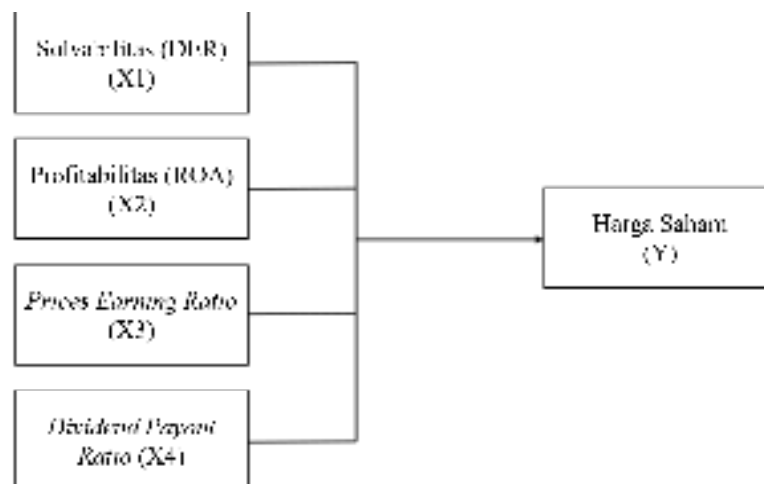 Solvabilitas (DER)
(X1)
Profitabilitas (ROA)
(X2)
Prices Earning Ratio
(X3)
Dividend Payout
Ratio (X4)
Harga Saham
(Y)